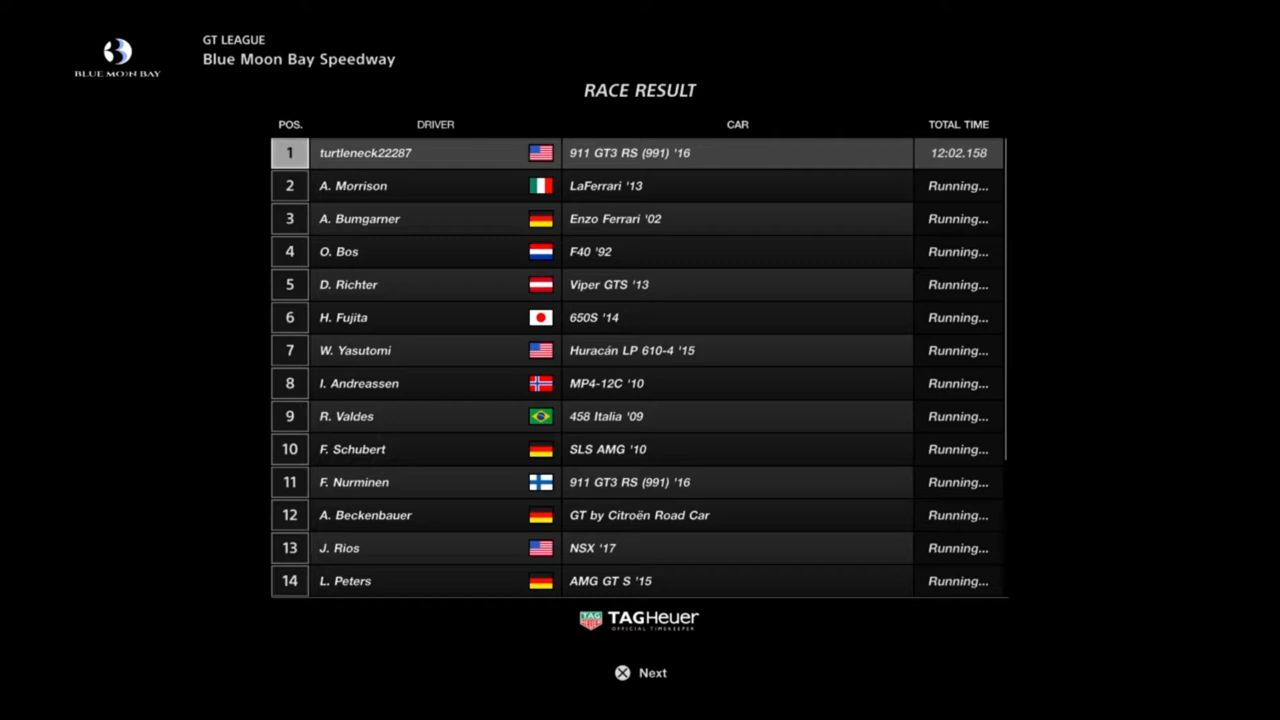 GT LEAGUE
Blue Moon Bay Speedway
BLUE MOON BAY
RACE RESULT
POS. DRIVER CAR TOTAL TIME
1 turtleneck22287 911 GT3 RS (991) '16 12:02.158
2 A. Morrison LaFerrari '13 Running...
3 A. Bumgarner Enzo Ferrari '02 Running...
4 O. Bos F40 '92 Running...
5 D. Richter Viper GTS '13 Running...
6 H. Fujita 650S '14 Running...
7 W. Yasutomi Huracán LP 610-4 '15 Running...
8 I. Andreassen MP4-12C '10 Running...
9 R. Valdes 458 Italia '09 Running...
10 F. Schubert SLS AMG '10 Running...
11 F. Nurminen 911 GT3 RS (991) '16 Running...
12 A. Beckenbauer GT by Citroën Road Car Running...
13 J. Rios NSX '17 Running...
14 L. Peters AMG GT S '15 Running...
TAG HEUER TAGHeuer
OFFICIAL TIMEKEEPER
Next